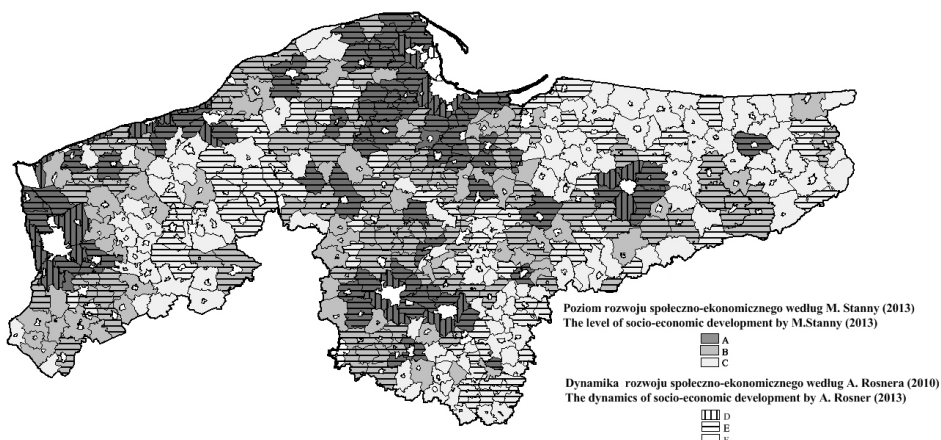 Poziom rozwoju społeczno-ekonomicznego według M. Stanny (2013)
The level of socio-economic development by M.Stanny (2013)
A
B
C
Dynamika rozwoju społeczno-ekonomicznego według A. Rosnera (2010)
The dynamics of socio-economic development by A. Rosner (2013)
D
E
F